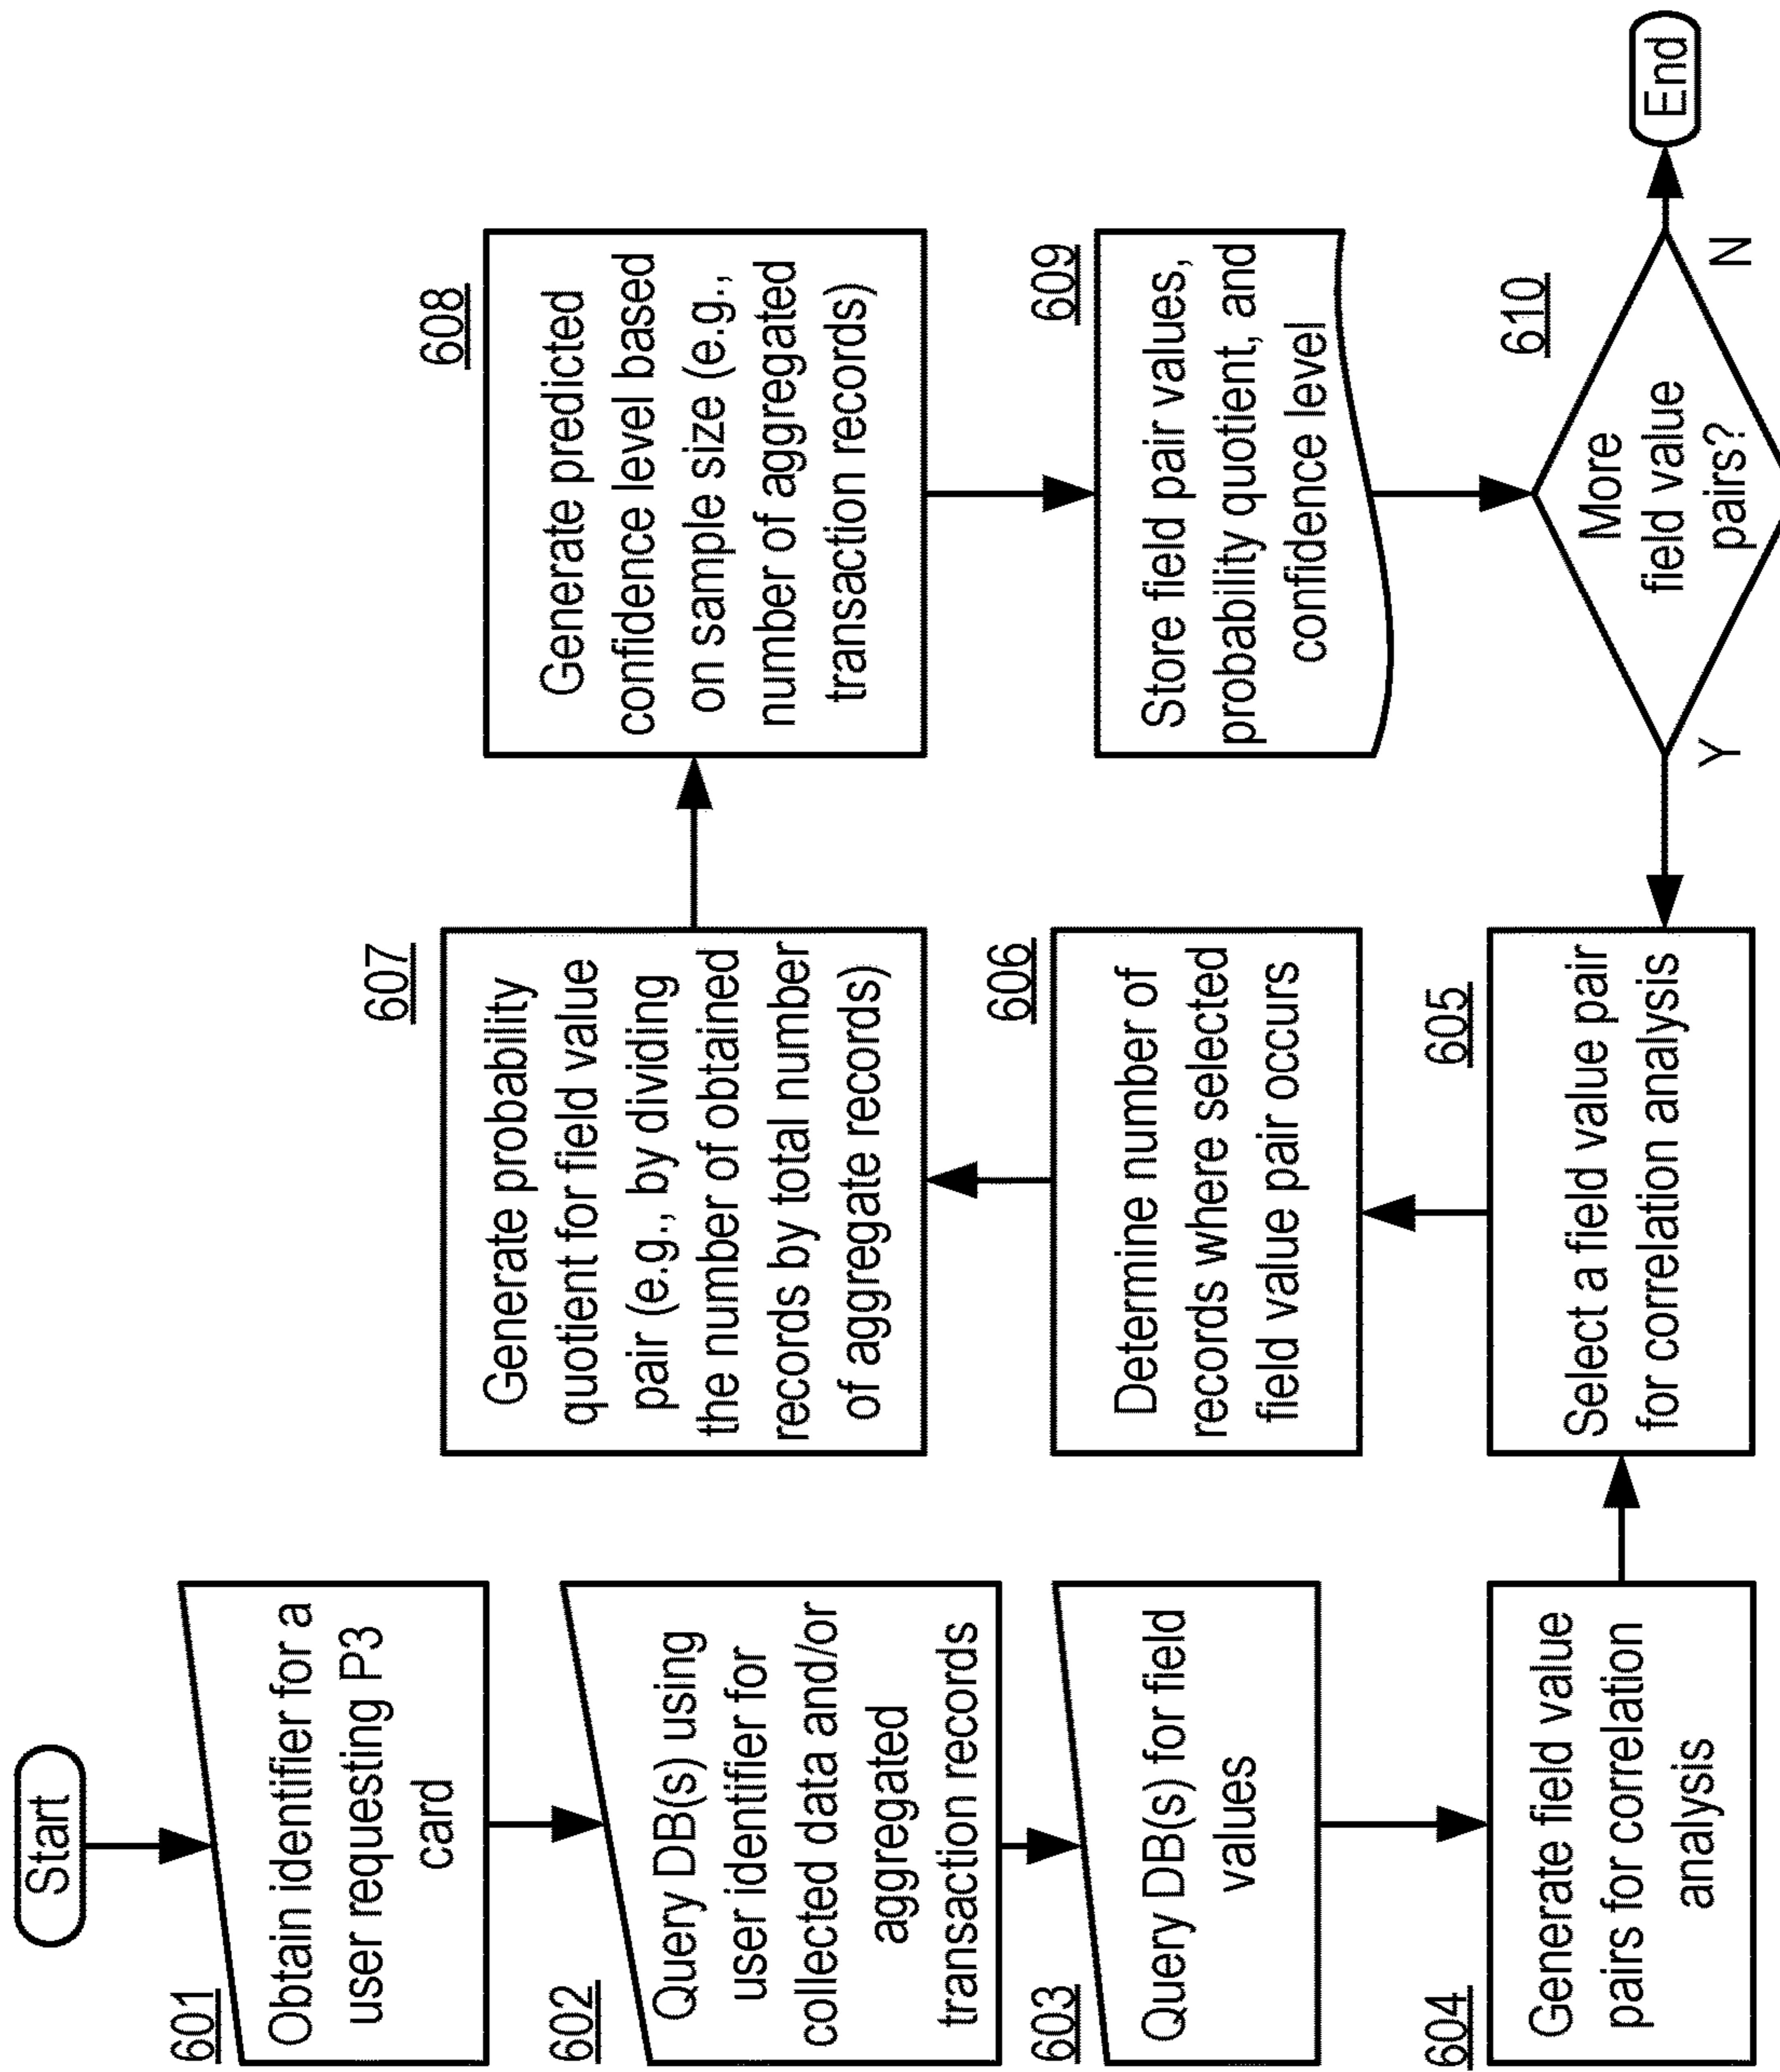 Start
601
Obtain identifier for a
user requesting P3
card
602
Query DB(s) using
user identifier for
collected data and/or
aggregated
transaction records
603
Query DB(s) for field
values
604
Generate field value
pairs for correlation
analysis
605
Select a field value pair
for correlation analysis
606
Determine number of
records where selected
field value pair occurs
607
Generate probability
quotient for field value
pair (e.g., by dividing
the number of obtained
records by total number
of aggregate records)
608
Generate predicted
confidence level based
on sample size (e.g.,
number of aggregated
transaction records)
609
Store field pair values,
probability quotient, and
confidence level
610
More
field value
pairs?
Y
N
End